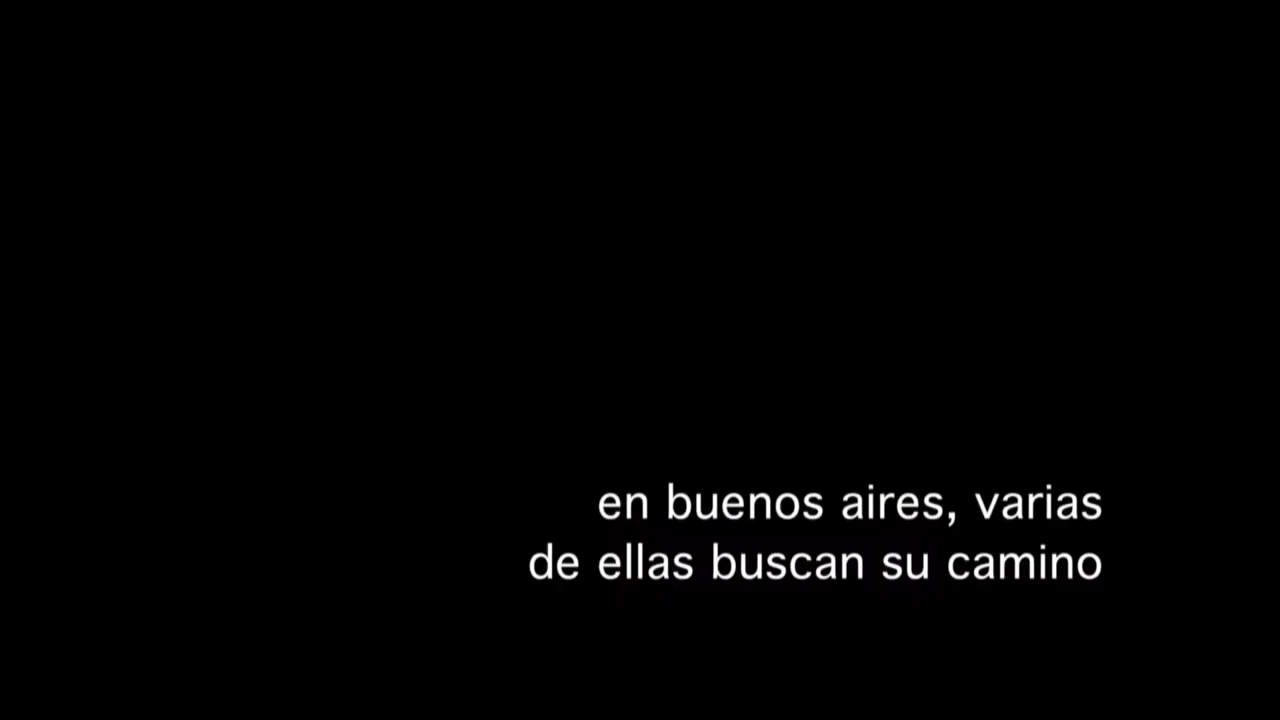 en buenos aires, varias
de ellas buscan su camino